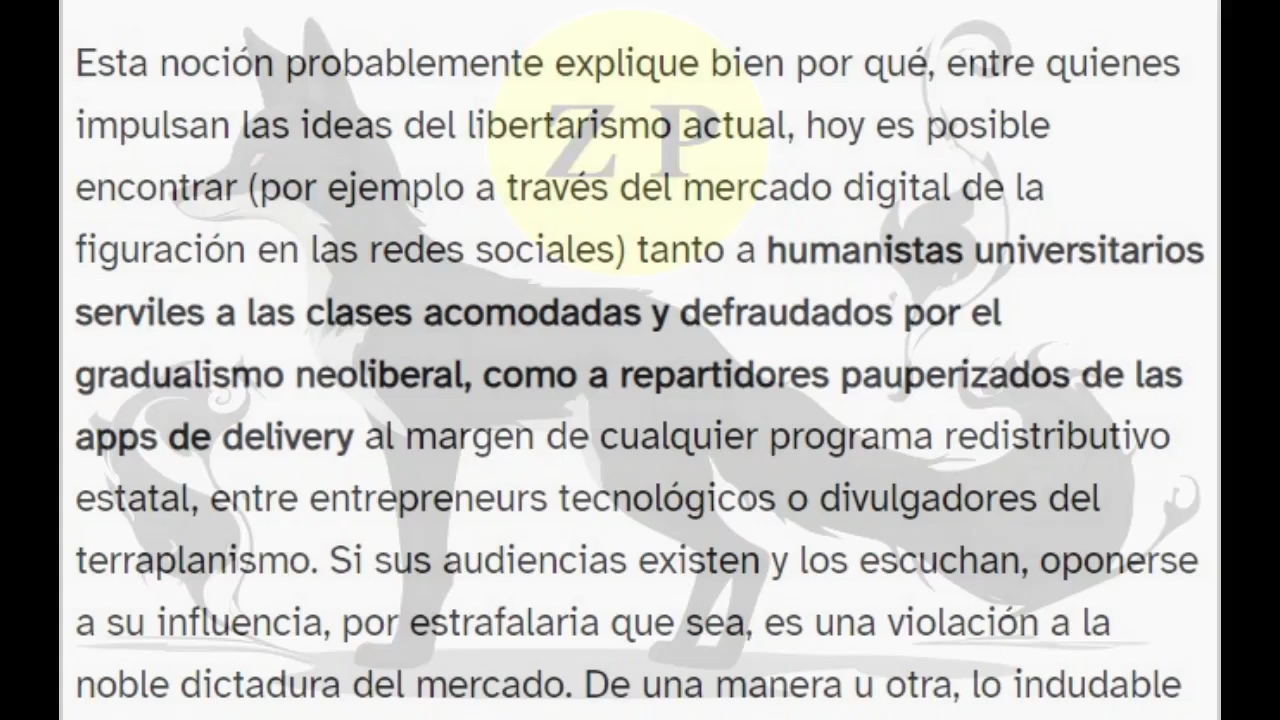 Esta noción probablemente explique bien por qué, entre quienes
impulsan las ideas del libertarismo actual, hoy es posible
encontrar (por ejemplo a través del mercado digital de la
figuración en las redes sociales) tanto a humanistas universitarios
serviles a las clases acomodadas y defraudados por el
gradualismo neoliberal, como a repartidores pauperizados de las
apps de delivery al margen de cualquier programa redistributivo
estatal, entre entrepreneurs tecnológicos o divulgadores del
terraplanismo. Si sus audiencias existen y los escuchan, oponerse
a su influencia, por estrafalaria que sea, es una violación a la
noble dictadura del mercado. De una manera u otra, lo indudable
Z P